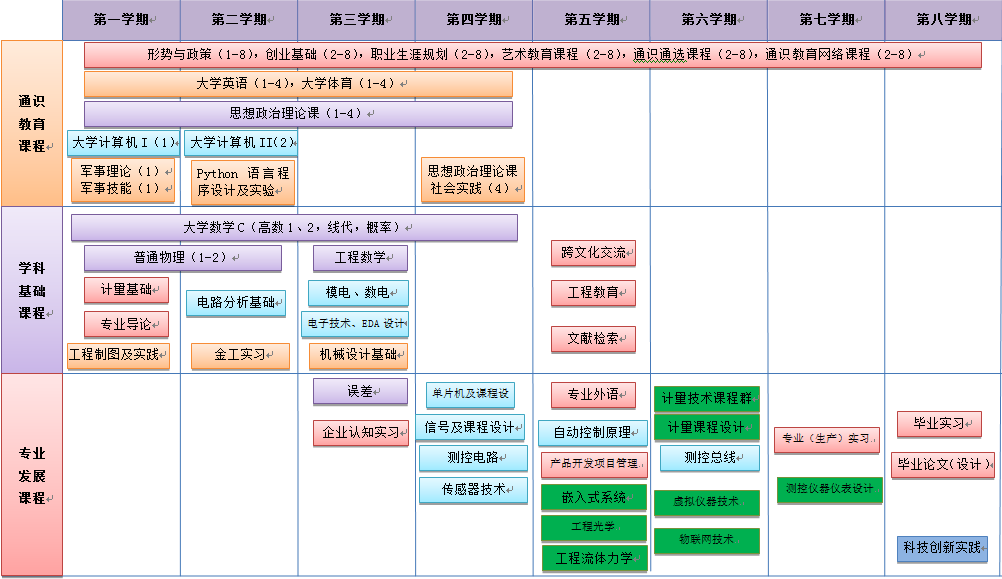 第一学期 第二学期 第三学期 第四学期 第五学期 第六学期 第七学期 第八学期
通识
教育
课程
形势与政策（1-8），创业基础（2-8），职业生涯规划（2-8），艺术教育课程（2-8），通识通选课程（2-8），通识教育网络课程（2-8）
大学英语（1-4），大学体育（1-4）
思想政治理论课（1-4）
大学计算机Ⅰ（1） 大学计算机II(2)
军事理论（1）
军事技能（1）
Python 语言程
序设计及实验
思想政治理论课
社会实践（4）
学科
基础
课程
大学数学C（高数1、2，线代，概率）
普通物理（1-2） 工程数学 跨文化交流
计量基础 电路分析基础 模电、数电 工程教育
专业导论 电子技术、EDA设计 文献检索
工程制图及实践 金工实习 机械设计基础
专业
发展
课程
误差 单片机及课程设 专业外语 计量技术课程群
企业认知实习 信号及课程设计 自动控制原理 计量课程设计 专业（生产）实习 毕业实习
测控电路 产品开发项目管理 测控总线 毕业论文(设计)
传感器技术 嵌入式系统 虚拟仪器技术 测控仪器仪表设计
工程光学 物联网技术 科技创新实践
工程流体力学